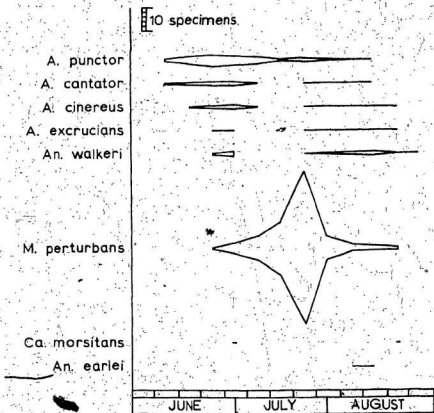 10 specimens.
A. punctor
A. cantator
A. cinereus
A. excrucians
An. walkeri
M. perturbans
Ca. morsitans
An. earlei
JUNE JULY AUGUST